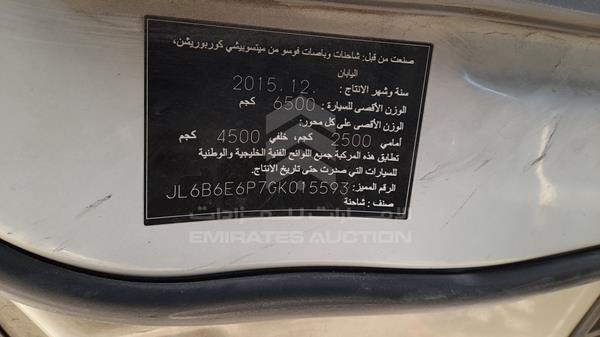 صنعت من قبل: شاحنات وباصات فوسو من ميتسوبيشي كوربوريشن،
اليابان
سنة وشهر الانتاج : 2015.12.
الوزن الأقصى للسيارة : 6500 كجم
الوزن الأقصى على كل محور:
أمامي 2500 كجم، خلفي 4500 كجم
تطابق هذه المركبة جميع اللوائح الفنية الخليجية والوطنية
للسيارات التي صدرت حتى تاريخ الانتاج.
الرقم المميز: JL6B6E6P7GK015593
صنف : شاحنة
الإمارات للمزادات
EMIRATES AUCTION